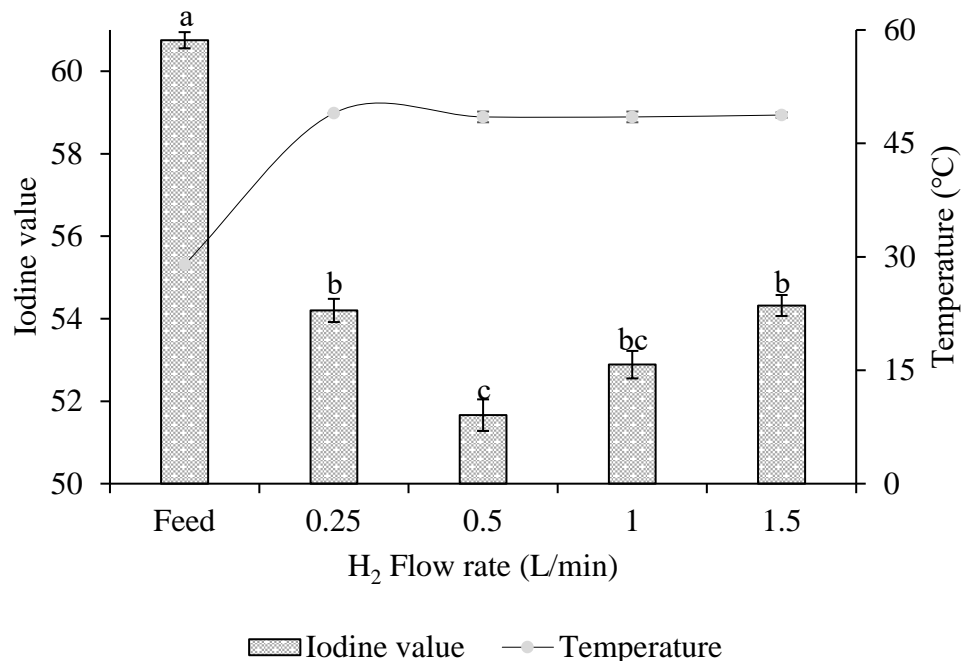 a
60
60
58
45
b
56
b
30
Iodine value
Temperature (°C)
54
bc
15
52
c
50
0
Feed 0.25 0.5 1 1.5
H₂ Flow rate (L/min)
Iodine value Temperature